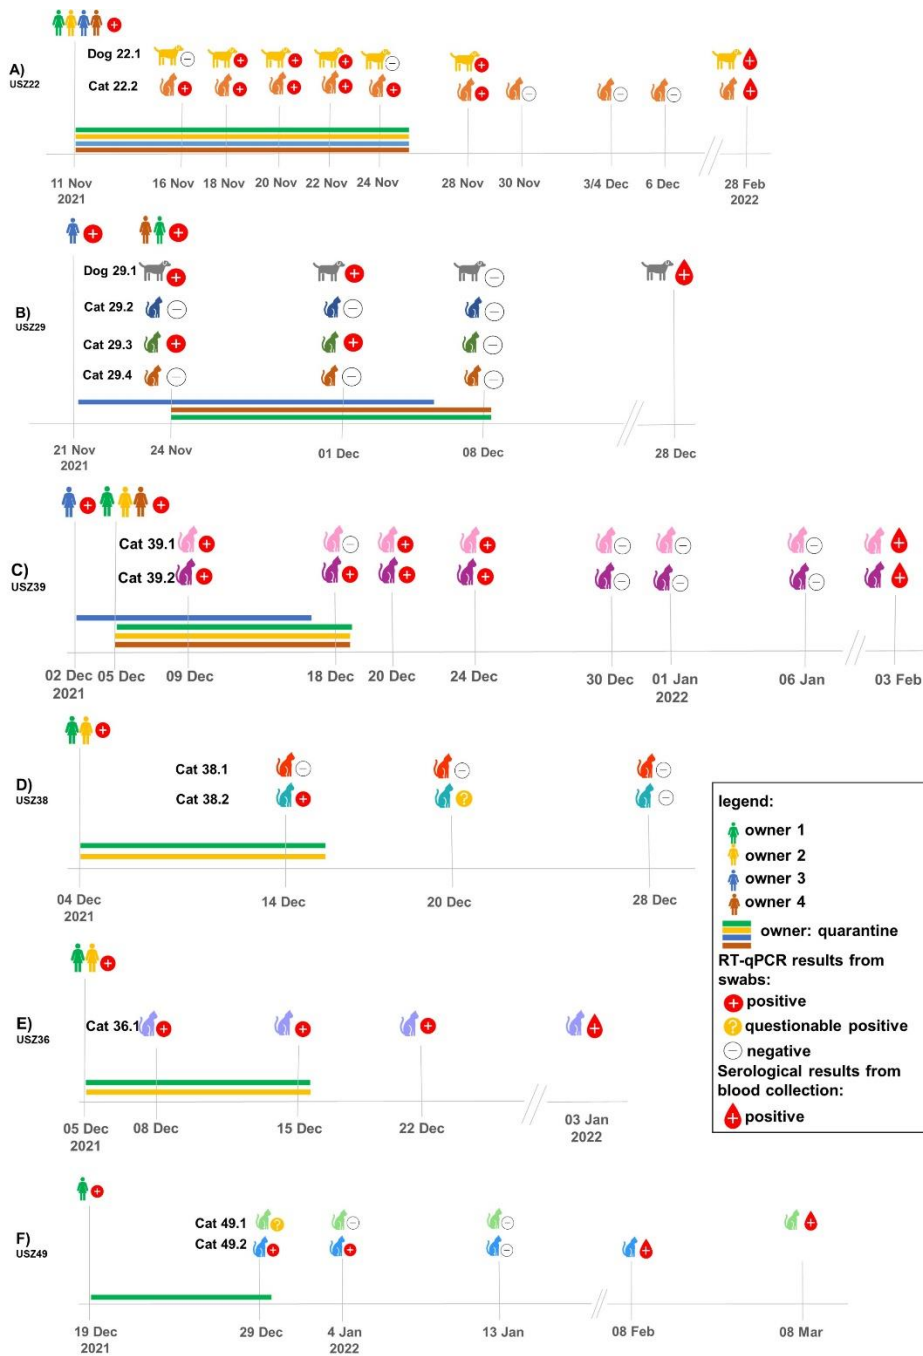 A)
USZ22
Dog 22.1
Cat 22.2
11 Nov
2021
16 Nov
18 Nov
20 Nov
22 Nov
24 Nov
28 Nov
30 Nov
3/4 Dec
6 Dec
28 Feb
2022
B)
USZ29
Dog 29.1
Cat 29.2
Cat 29.3
Cat 29.4
21 Nov
2021
24 Nov
01 Dec
08 Dec
28 Dec
C)
USZ39
Cat 39.1
Cat 39.2
02 Dec
2021
05 Dec
09 Dec
18 Dec
20 Dec
24 Dec
30 Dec
01 Jan
2022
06 Jan
03 Feb
D)
USZ38
Cat 38.1
Cat 38.2
?
04 Dec
2021
14 Dec
20 Dec
28 Dec
legend:
owner 1
owner 2
owner 3
owner 4
owner: quarantine
RT-qPCR results from
swabs:
positive
? questionable positive
negative
Serological results from
blood collection:
positive
E)
USZ36
Cat 36.1
05 Dec
2021
08 Dec
15 Dec
22 Dec
03 Jan
2022
F)
USZ49
Cat 49.1
?
Cat 49.2
19 Dec
2021
29 Dec
4 Jan
2022
13 Jan
08 Feb
08 Mar